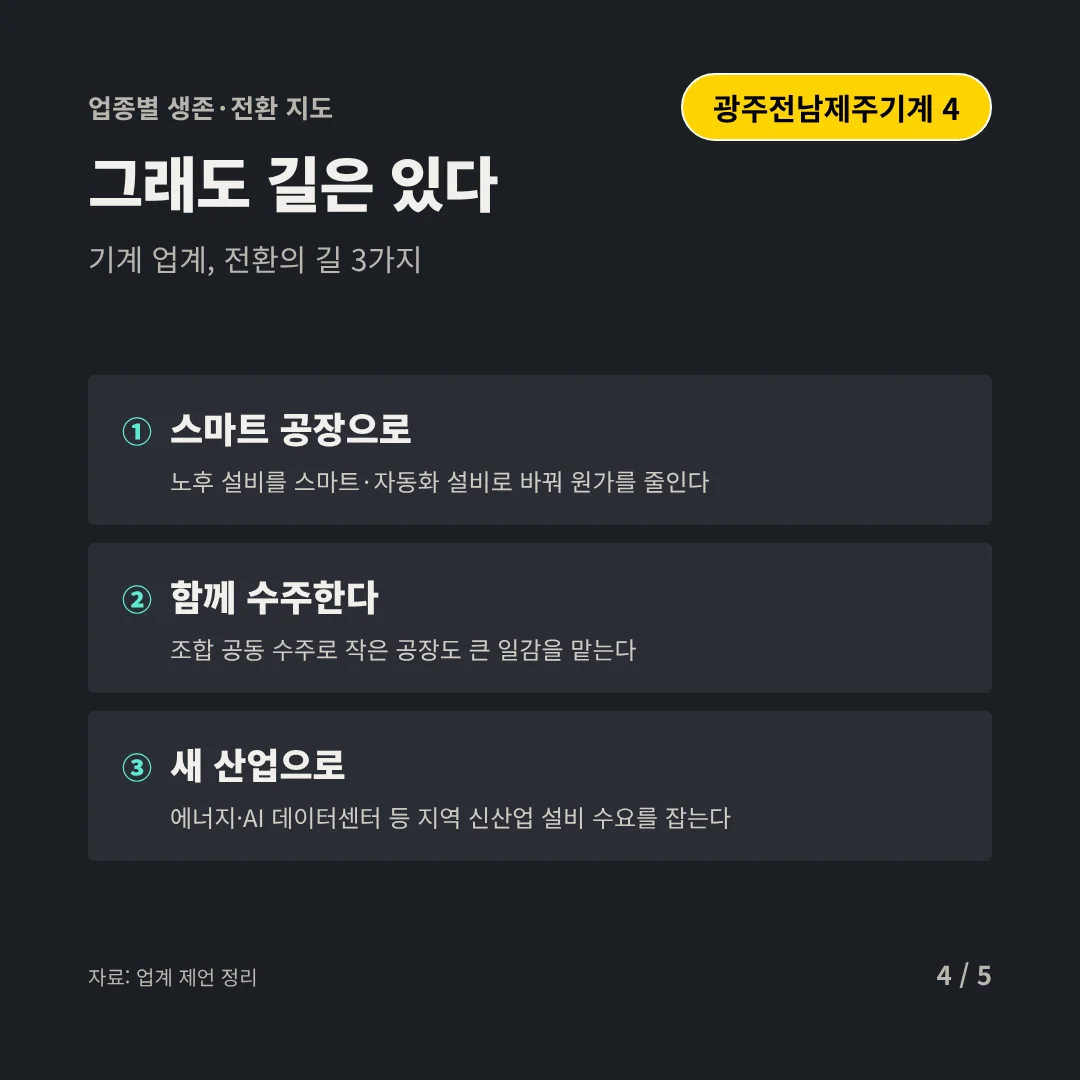 업종별 생존·전환 지도
광주전남제주기계 4
그래도 길은 있다
기계 업계, 전환의 길 3가지
① 스마트 공장으로
노후 설비를 스마트·자동화 설비로 바꿔 원가를 줄인다
② 함께 수주한다
조합 공동 수주로 작은 공장도 큰 일감을 맡는다
③ 새 산업으로
에너지·AI 데이터센터 등 지역 신산업 설비 수요를 잡는다
자료: 업계 제언 정리
4 / 5